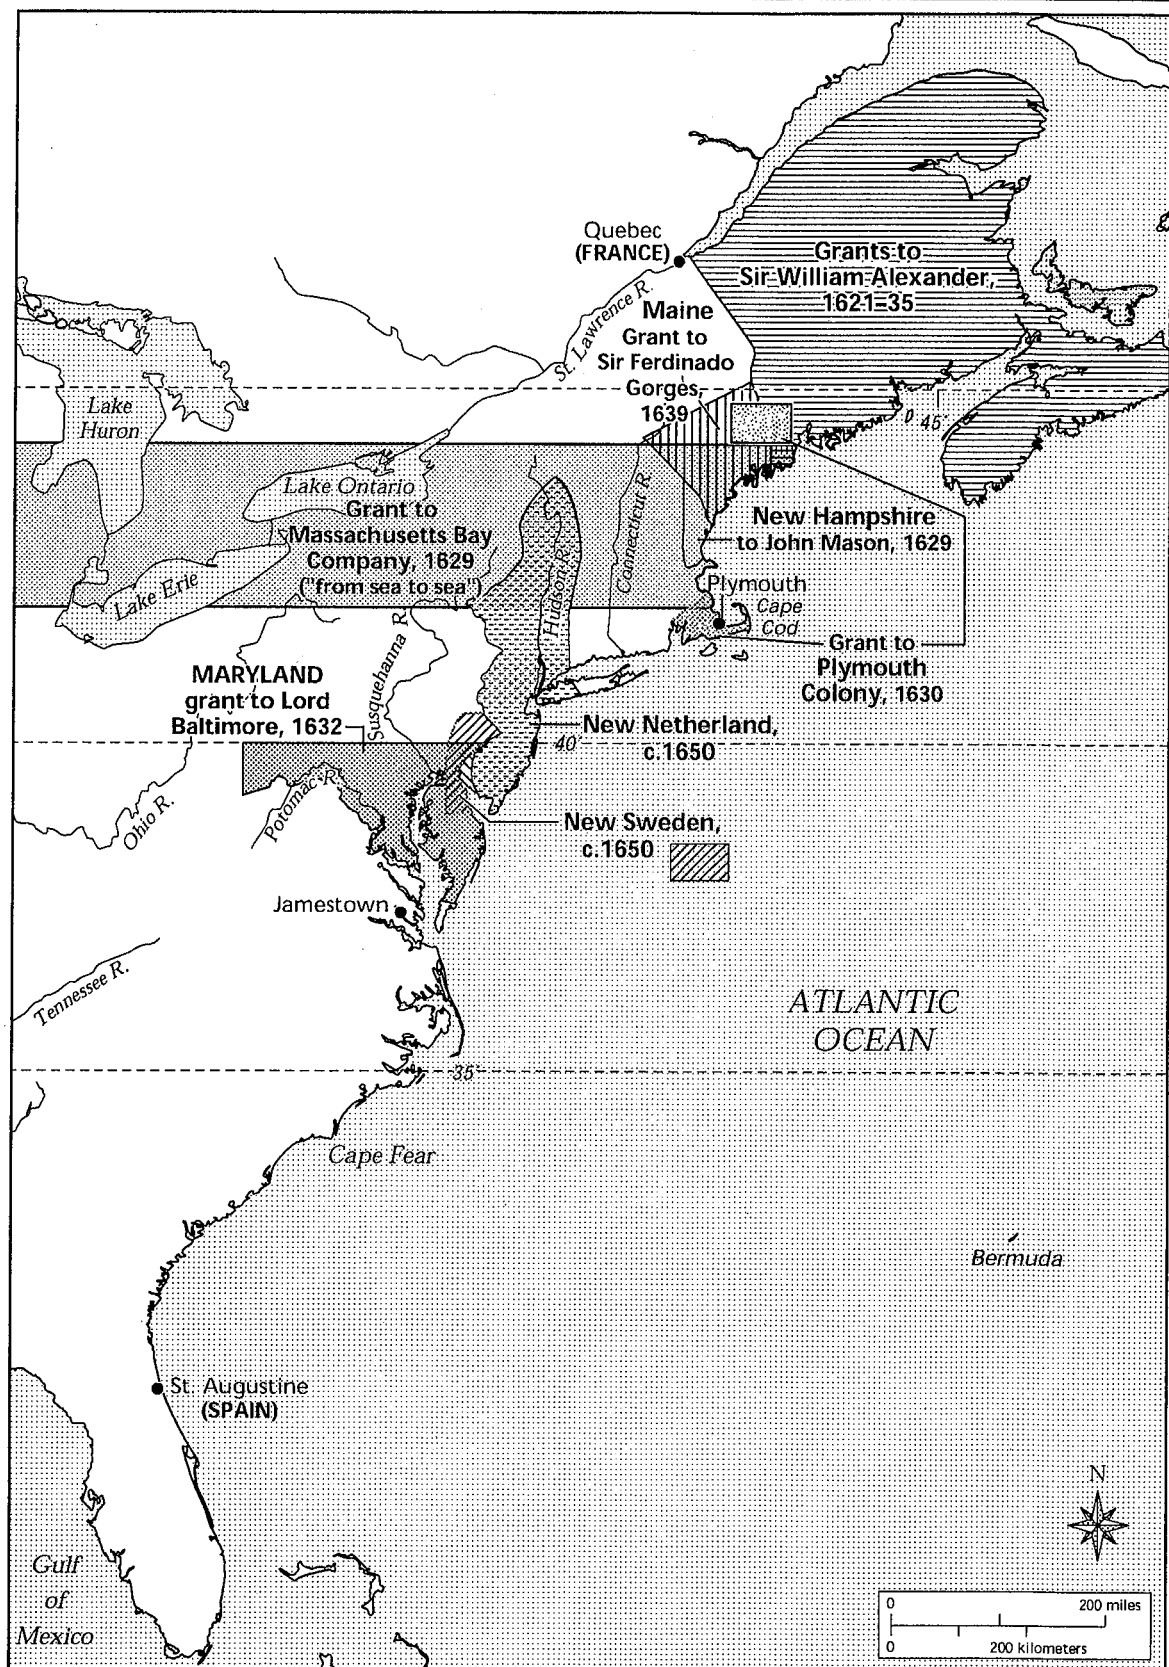 Quebec
(FRANCE)
St. Lawrence R.
Grants to
Sir William Alexander,
1621–35
Maine
Grant to
Sir Ferdinado
Gorges,
1639
45°
Lake
Huron
Lake Ontario
Grant to
Massachusetts Bay
Company, 1629
("from sea to sea")
Lake Erie
Hudson R.
Connecticut R.
New Hampshire
to John Mason, 1629
Plymouth
Cape
Cod
Grant to
Plymouth
Colony, 1630
Susquehanna R.
MARYLAND
grant to Lord
Baltimore, 1632
New Netherland,
c.1650
40°
Ohio R.
Potomac R.
New Sweden,
c.1650
Jamestown
Tennessee R.
ATLANTIC
OCEAN
35°
Cape Fear
Bermuda
St. Augustine
(SPAIN)
N
Gulf
of
Mexico
0 200 miles
0 200 kilometers